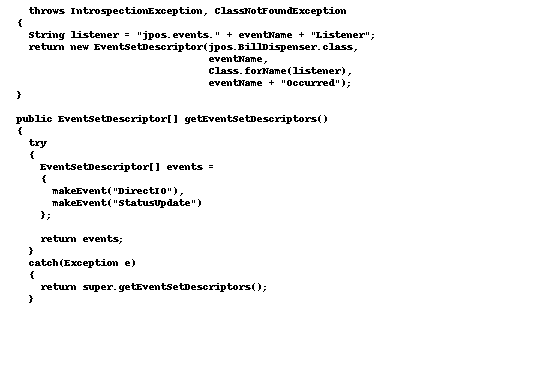 throws IntrospectionException, ClassNotFoundException
{
String listener = "jpos.events." + eventName + "Listener";
return new EventSetDescriptor(jpos.BillDispenser.class,
eventName,
Class.forName(listener),
eventName + "Occurred");
}
public EventSetDescriptor[] getEventSetDescriptors()
{
try
{
EventSetDescriptor[] events =
{
makeEvent("DirectIO"),
makeEvent("StatusUpdate")
};
return events;
}
catch(Exception e)
{
return super.getEventSetDescriptors();
}